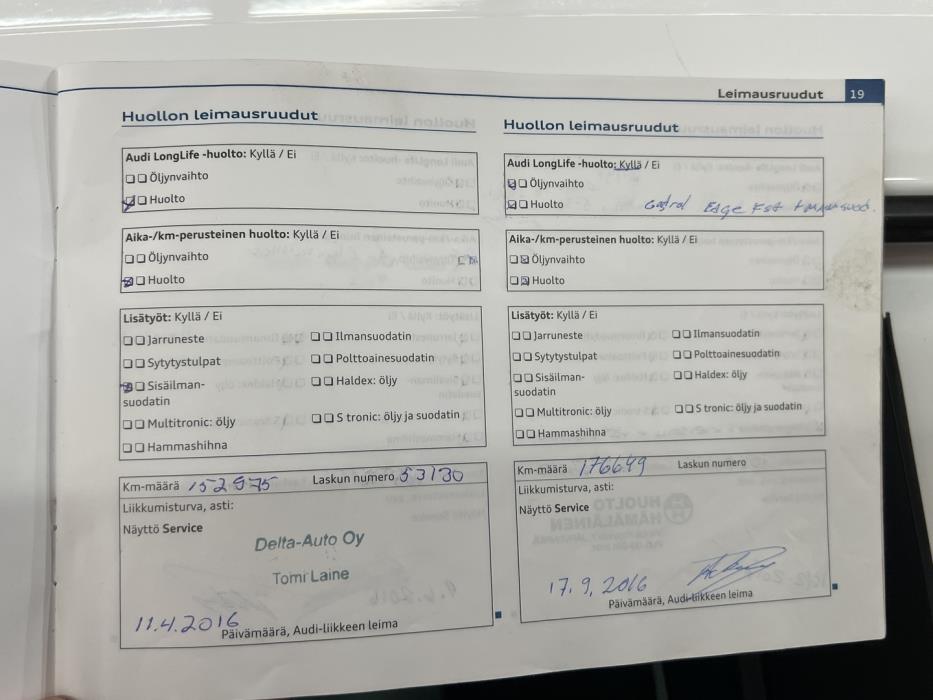 Leimausruudut 19
Huollon leimausruudut
Audi LongLife -huolto: Kyllä / Ei
Öljynvaihto
Huolto
Aika-/km-perusteinen huolto: Kyllä / Ei
Öljynvaihto
Huolto
Lisätyöt: Kyllä / Ei
Jarruneste
Ilmansuodatin
Sytytystulpat
Polttoainesuodatin
Sisäilman-
suodatin
Haldex: öljy
Multitronic: öljy
S tronic: öljy ja suodatin
Hammashihna
Km-määrä 152975 Laskun numero 53130
Liikkumisturva, asti:
Näyttö Service
Delta-Auto Oy
Tomi Laine
11.4.2016
Päivämäärä, Audi-liikkeen leima
Huollon leimausruudut
Audi LongLife -huolto: Kyllä / Ei
Öljynvaihto
Huolto
Castrol Edge FST
Aika-/km-perusteinen huolto: Kyllä / Ei
Öljynvaihto
Huolto
Lisätyöt: Kyllä / Ei
Jarruneste
Ilmansuodatin
Sytytystulpat
Polttoainesuodatin
Sisäilman-
suodatin
Haldex: öljy
Multitronic: öljy
S tronic: öljy ja suodatin
Hammashihna
Km-määrä 176649 Laskun numero
Liikkumisturva, asti:
Näyttö Service
17.9.2016
Päivämäärä, Audi-liikkeen leima